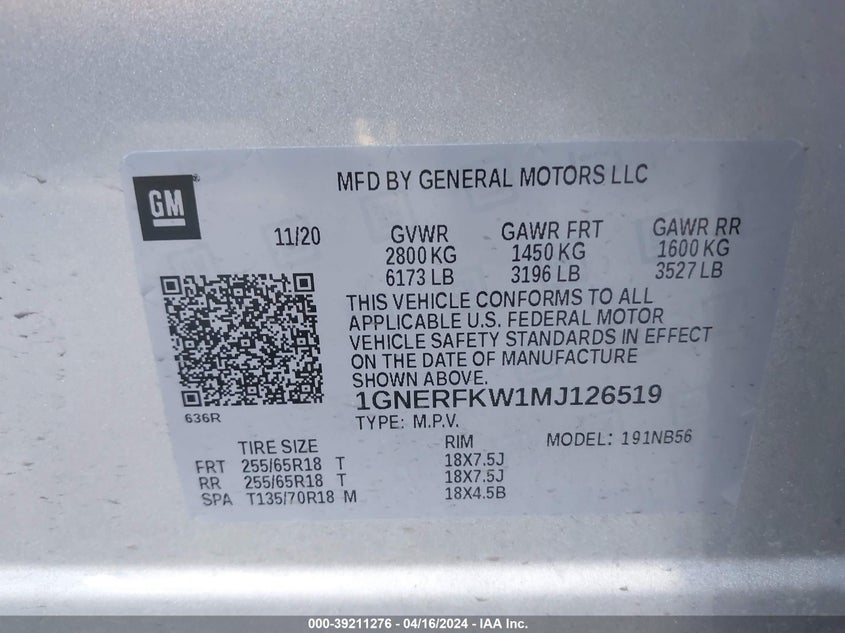 MFD BY GENERAL MOTORS LLC
GM
®
11/20 GVWR GAWR FRT GAWR RR
2800 KG 1450 KG 1600 KG
6173 LB 3196 LB 3527 LB
THIS VEHICLE CONFORMS TO ALL
APPLICABLE U.S. FEDERAL MOTOR
VEHICLE SAFETY STANDARDS IN EFFECT
ON THE DATE OF MANUFACTURE
SHOWN ABOVE.
1GNERFKW1MJ126519
636R
TYPE: M.P.V.
TIRE SIZE RIM MODEL: 191NB56
FRT 255/65R18 T 18X7.5J
RR 255/65R18 T 18X7.5J
SPA T135/70R18 M 18X4.5B
000-39211276 - 04/16/2024 - IAA Inc.